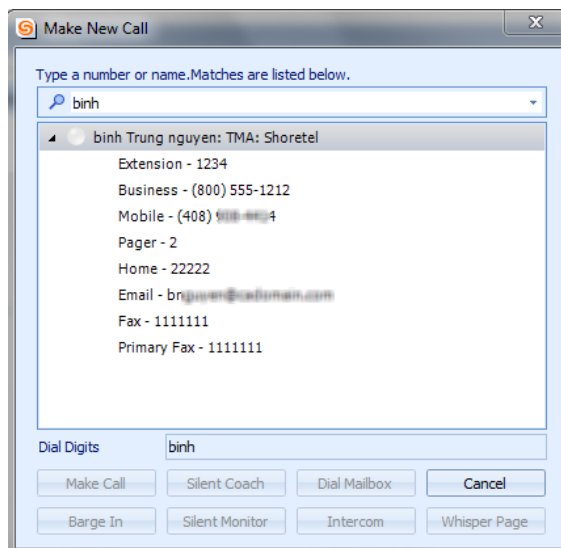 Make New Call
Type a number or name.Matches are listed below.
binh
binh Trung nguyen: TMA: Shoretel
Extension - 1234
Business - (800) 555-1212
Mobile - (408)
Pager - 2
Home - 22222
Email -
Fax - 1111111
Primary Fax - 1111111
Dial Digits binh
Make Call Silent Coach Dial Mailbox Cancel
Barge In Silent Monitor Intercom Whisper Page